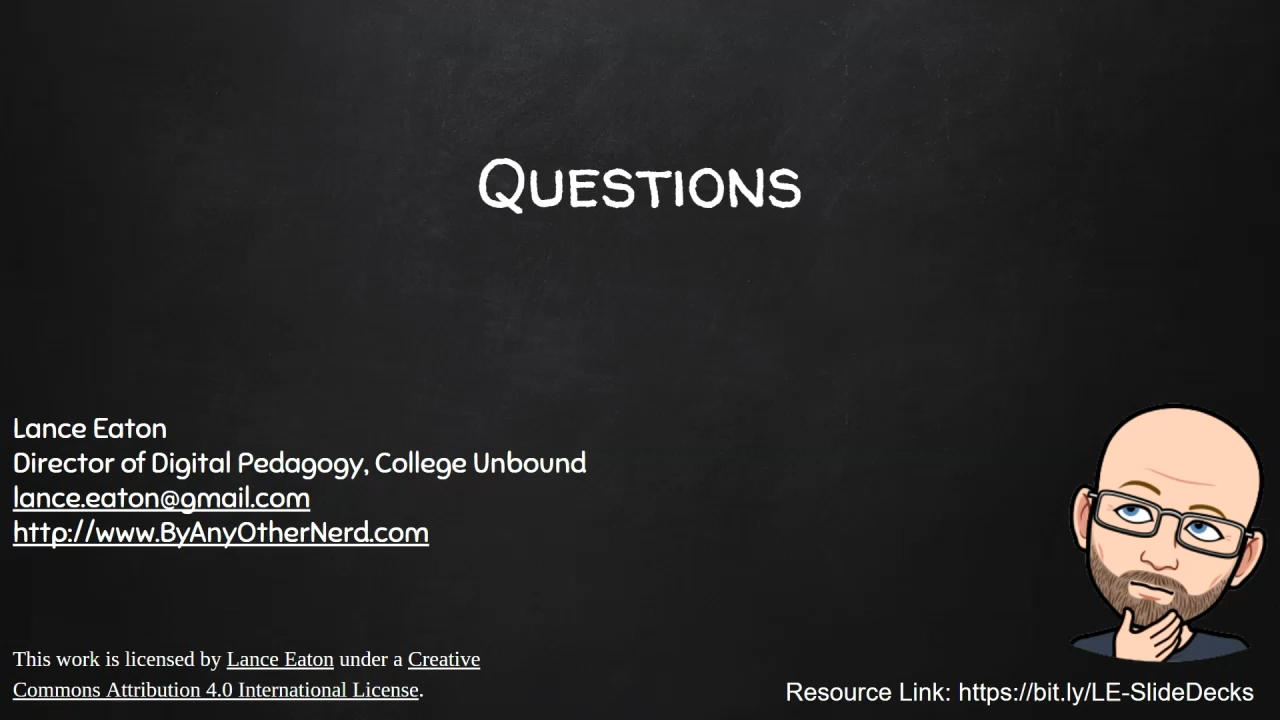 Questions
Lance Eaton
Director of Digital Pedagogy, College Unbound
lance.eaton@gmail.com
http://www.ByAnyOtherNerd.com
This work is licensed by Lance Eaton under a Creative
Commons Attribution 4.0 International License.
Resource Link: https://bit.ly/LE-SlideDecks